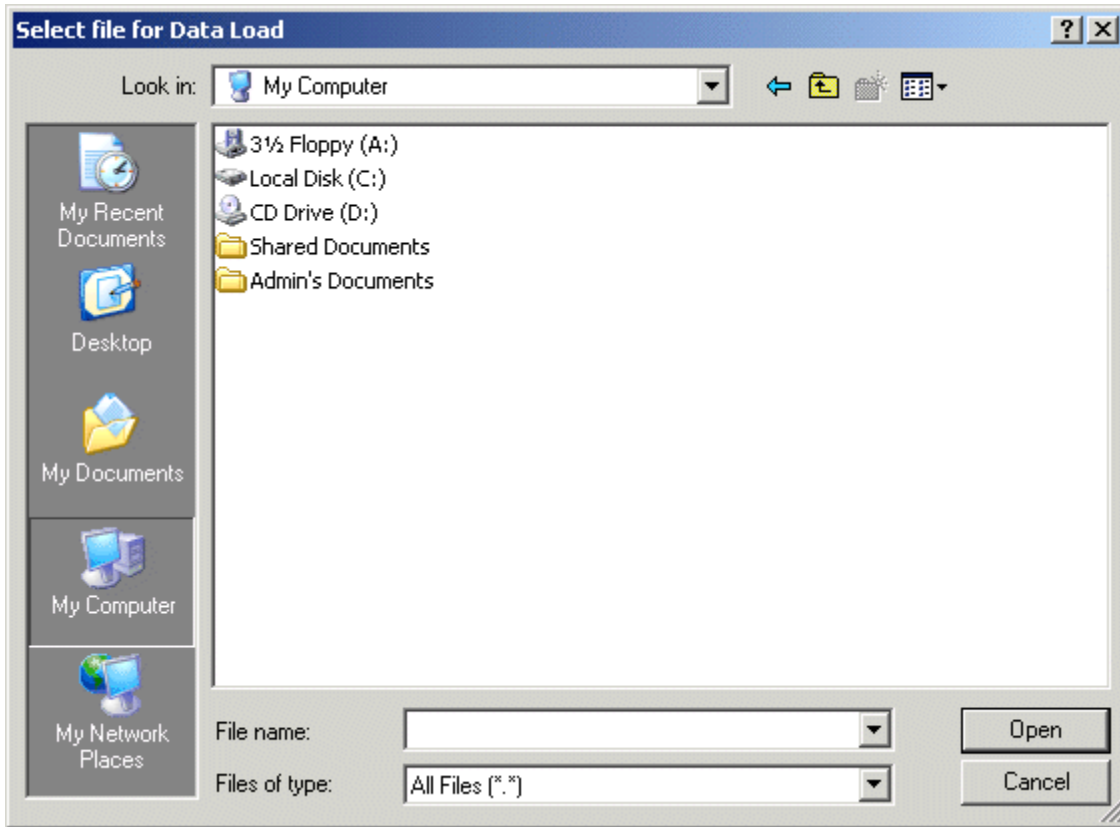 Select file for Data Load
Look in: My Computer
3½ Floppy (A:)
Local Disk (C:)
CD Drive (D:)
Shared Documents
Admin's Documents
My Recent
Documents
Desktop
My Documents
My Computer
My Network
Places
File name:
Open
Files of type: All Files (*.*)
Cancel